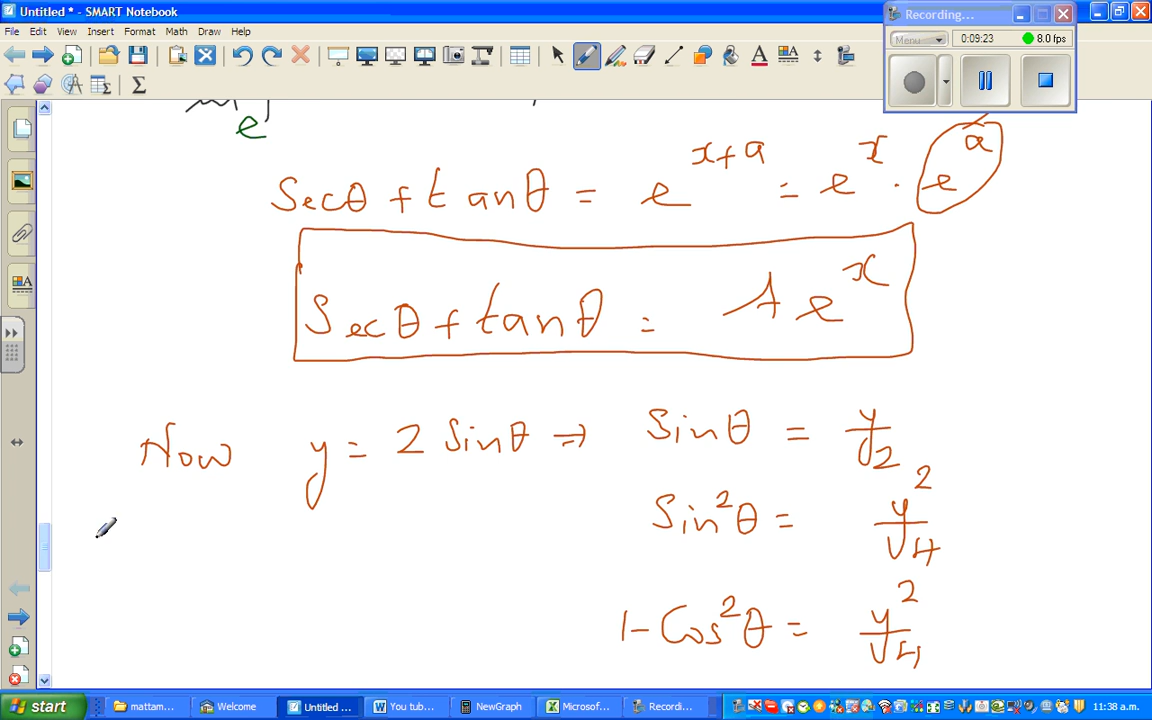 Untitled * - SMART Notebook
Recording...
File Edit View Insert Format Math Draw Help
Menu 0:09:23 8.0 fps
e
Secθ + tanθ = e^(x+a) = e^x . e^a
Secθ + tanθ = A e^x
Now y = 2 Sinθ ⇒ Sinθ = y/2
Sin²θ = y²/4
1 - Cos²θ = y²/4
start mattam... Welcome Untitled ... You tub... NewGraph Microsof... Recordi... 11:38 a.m.